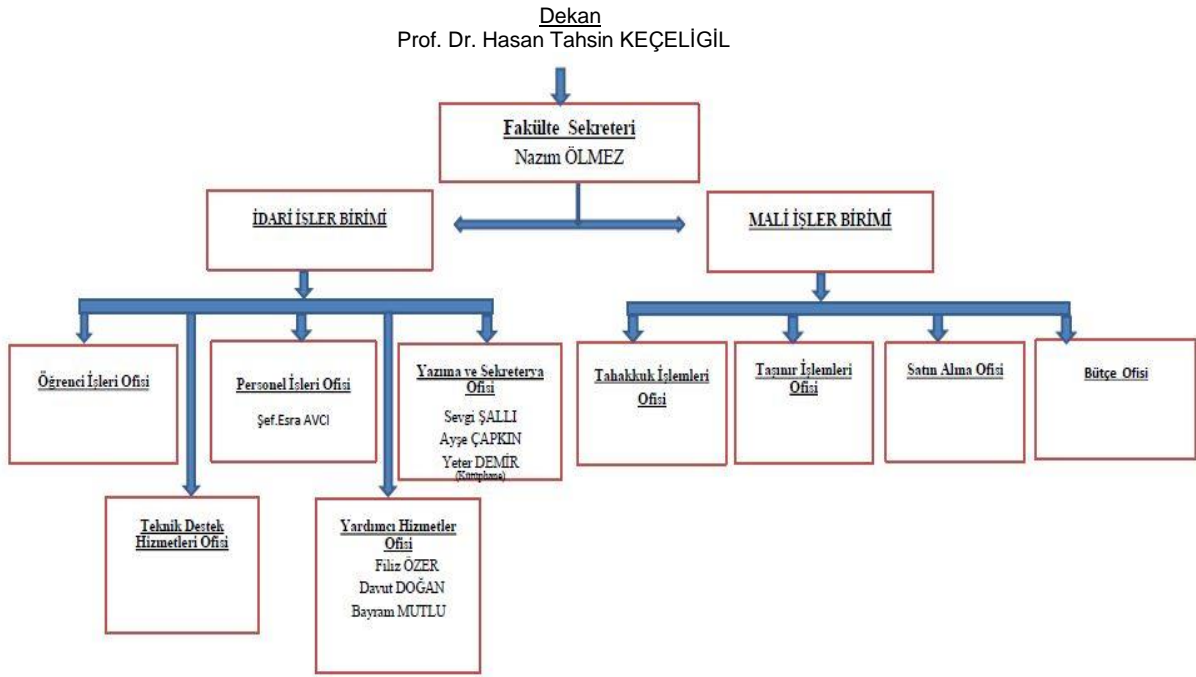 Dekan
Prof. Dr. Hasan Tahsin KEÇELİGİL
Fakülte Sekreteri
Nazım ÖLMEZ
İDARİ İŞLER BİRİMİ
MALİ İŞLER BİRİMİ
Öğrenci İşleri Ofisi
Personel İşleri Ofisi
Şef.Esra AVCI
Yazıma ve Sekreterya
Ofisi
Sevgi ŞALLI
Ayşe ÇAPKIN
Yeter DEMİR
(Kütüphane)
Tahakkuk İşlemleri
Ofisi
Taşınır İşlemleri
Ofisi
Satın Alma Ofisi
Bütçe Ofisi
Teknik Destek
Hizmetleri Ofisi
Yardımcı Hizmetler
Ofisi
Filiz ÖZER
Davut DOĞAN
Bayram MUTLU